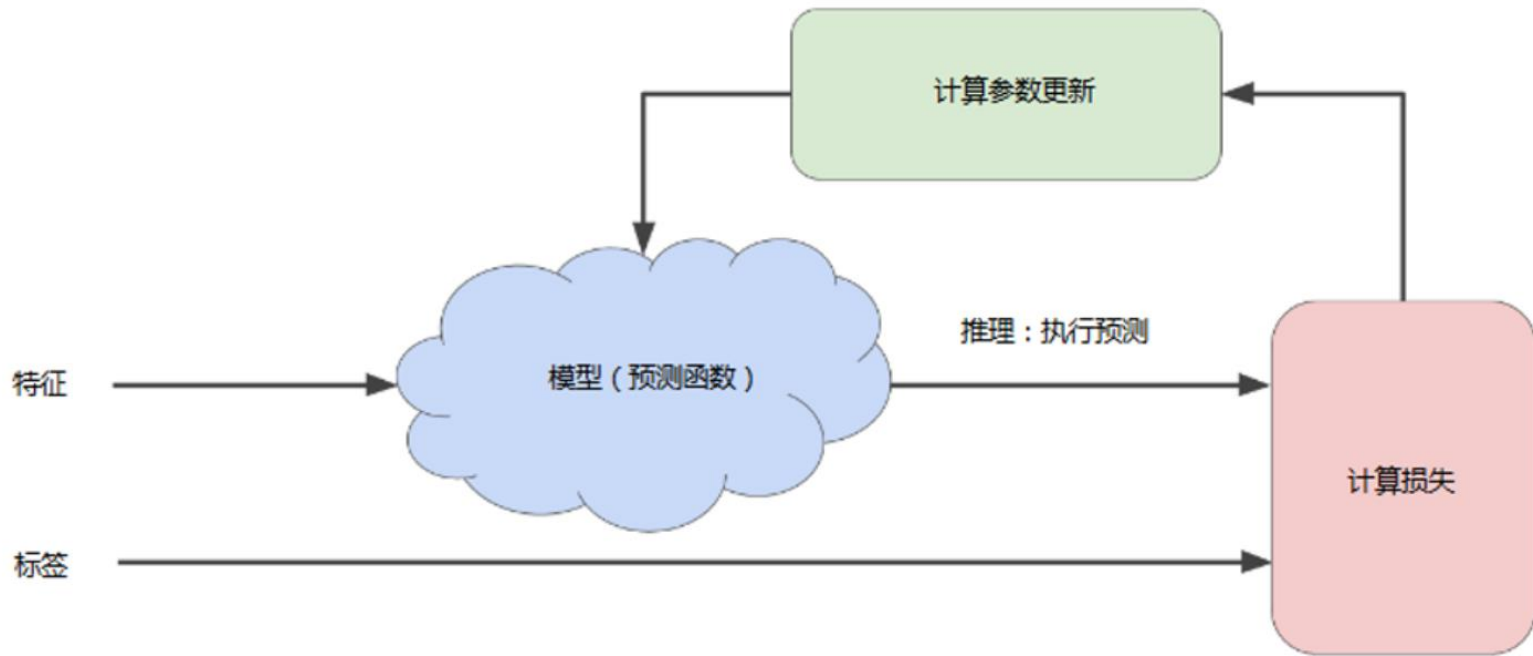 计算参数更新
推理：执行预测
特征
模型（预测函数）
计算损失
标签